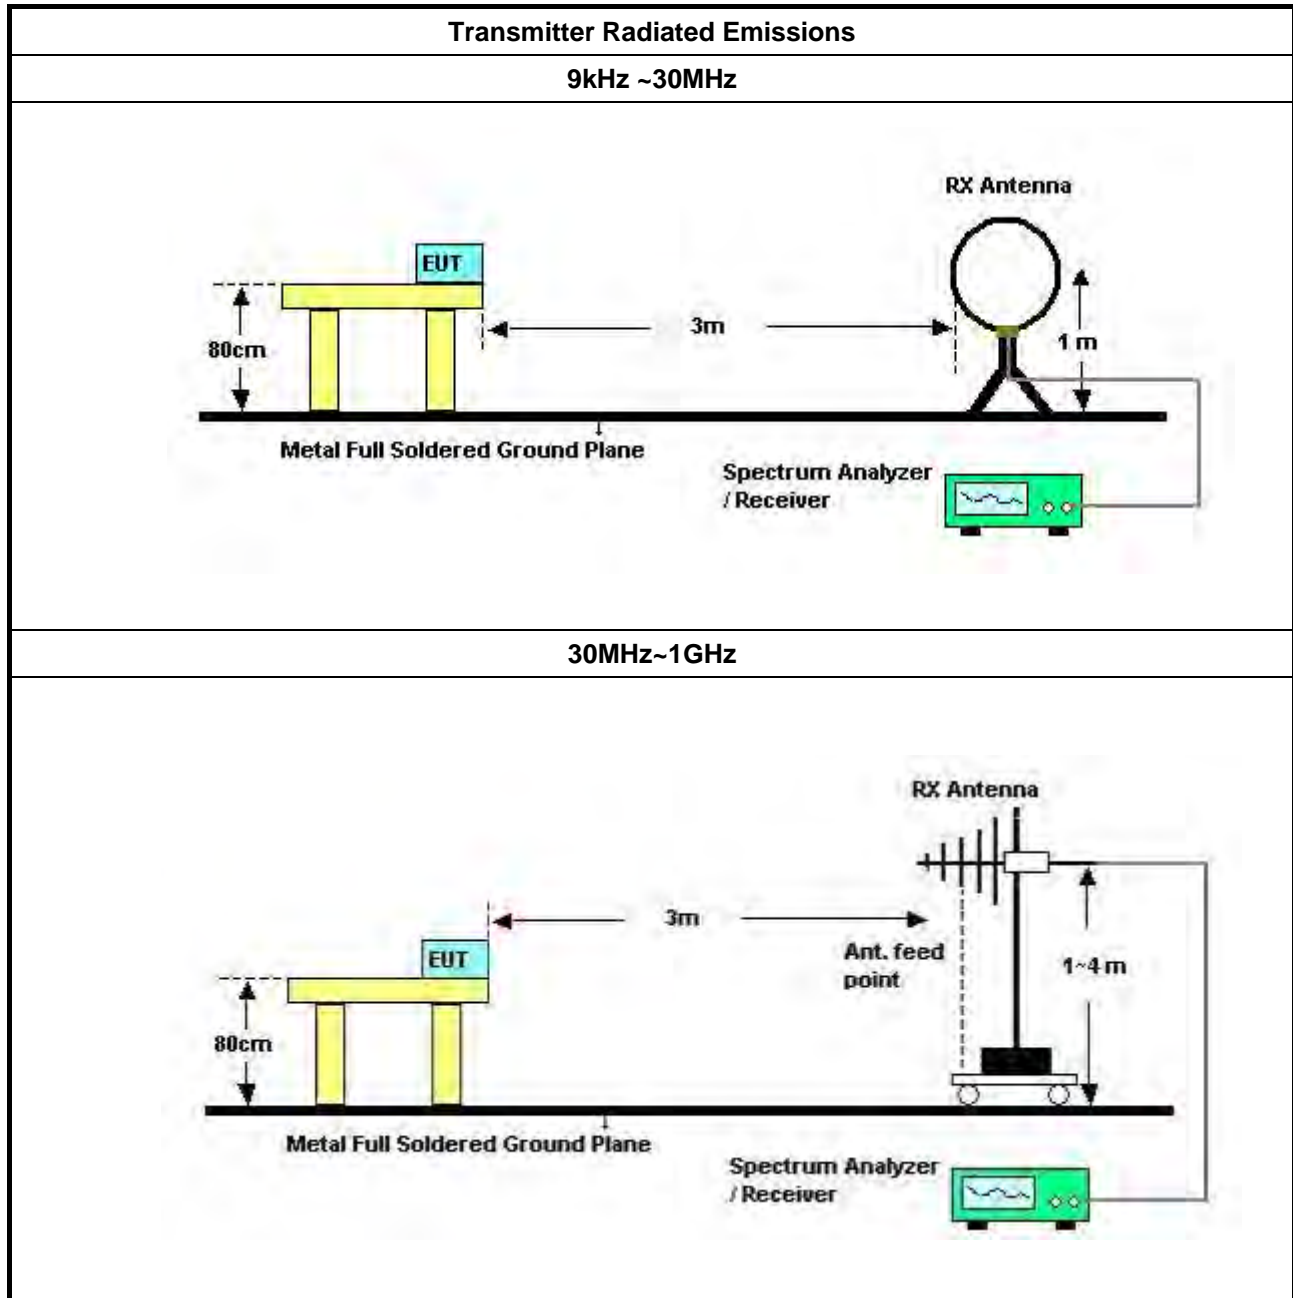 Transmitter Radiated Emissions
9kHz ~30MHz
RX Antenna
EUT
3m
80cm
1 m
Metal Full Soldered Ground Plane
Spectrum Analyzer
/ Receiver
30MHz~1GHz
RX Antenna
3m
EUT
Ant. feed
point
1~4 m
80cm
Metal Full Soldered Ground Plane
Spectrum Analyzer
/ Receiver